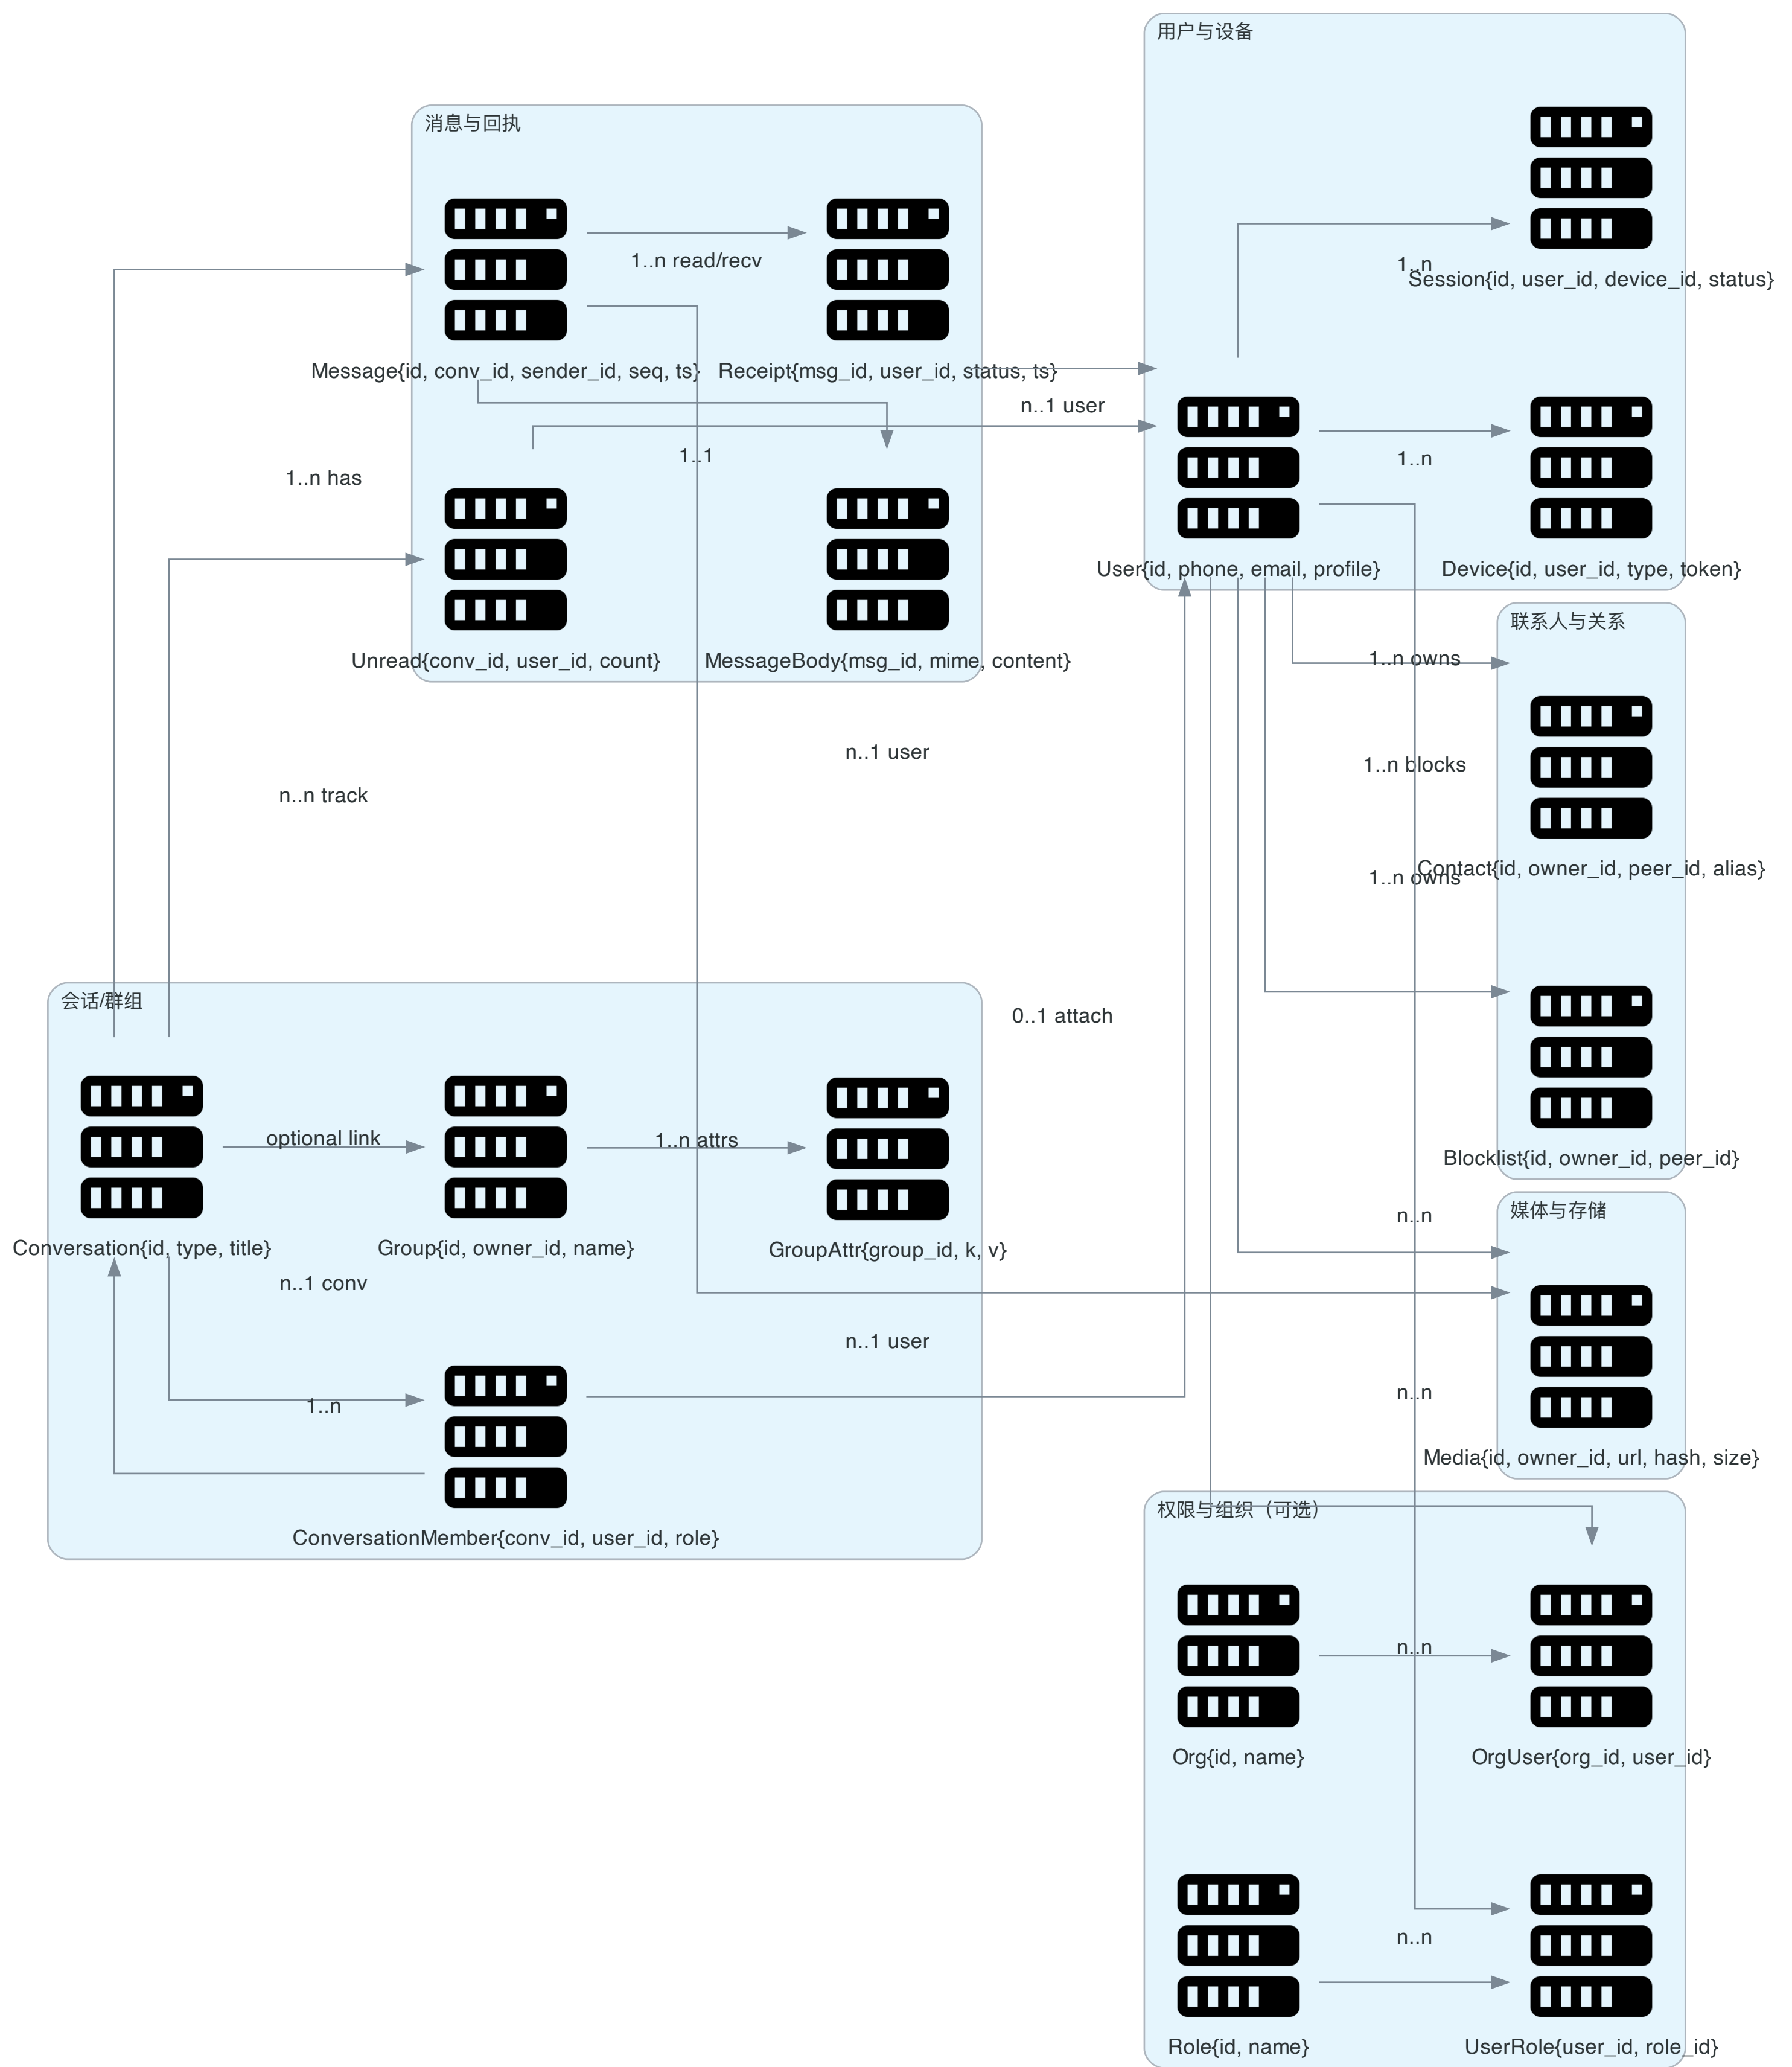 用户与设备
消息与回执
1..n read/recv
1..n
Session{id, user_id, device_id, status}
Message{id, conv_id, sender_id, seq, ts}
Receipt{msg_id, user_id, status, ts}
n..1 user
1..1
1..n
1..n has
User{id, phone, email, profile}
Device{id, user_id, type, token}
联系人与关系
Unread{conv_id, user_id, count}
MessageBody{msg_id, mime, content}
1..n owns
n..1 user
1..n blocks
n..n track
Contact{id, owner_id, peer_id, alias}
1..n owns
会话/群组
0..1 attach
optional link
1..n attrs
Blocklist{id, owner_id, peer_id}
媒体与存储
n..n
Conversation{id, type, title}
Group{id, owner_id, name}
GroupAttr{group_id, k, v}
n..1 conv
n..1 user
n..n
1..n
Media{id, owner_id, url, hash, size}
权限与组织（可选）
ConversationMember{conv_id, user_id, role}
n..n
Org{id, name}
OrgUser{org_id, user_id}
n..n
Role{id, name}
UserRole{user_id, role_id}